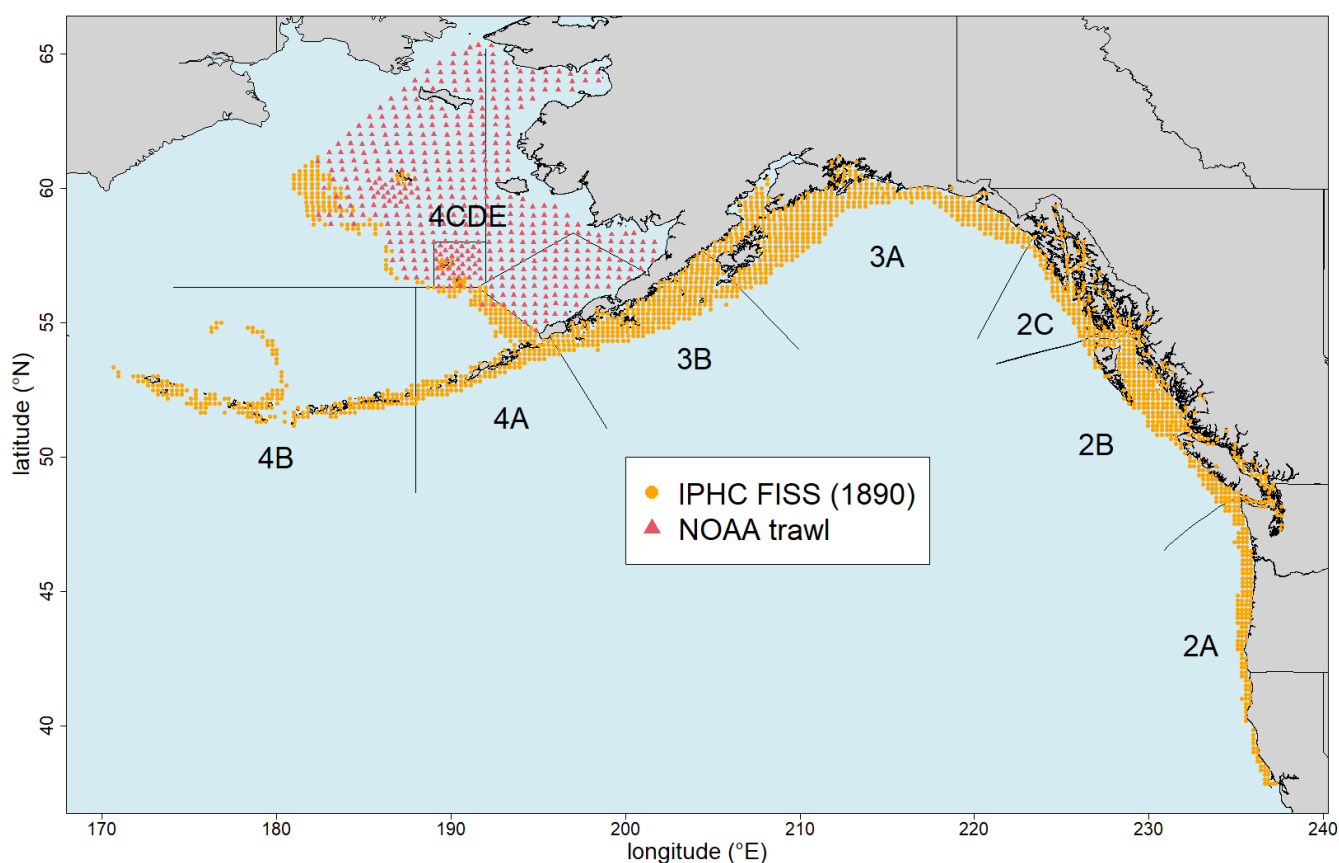 65
60
55
50
45
40
latitude (°N)
4CDE
3A
2C
3B
4A
2B
4B
IPHC FISS (1890)
NOAA trawl
2A
170
180
190
200
210
220
230
240
longitude (°E)